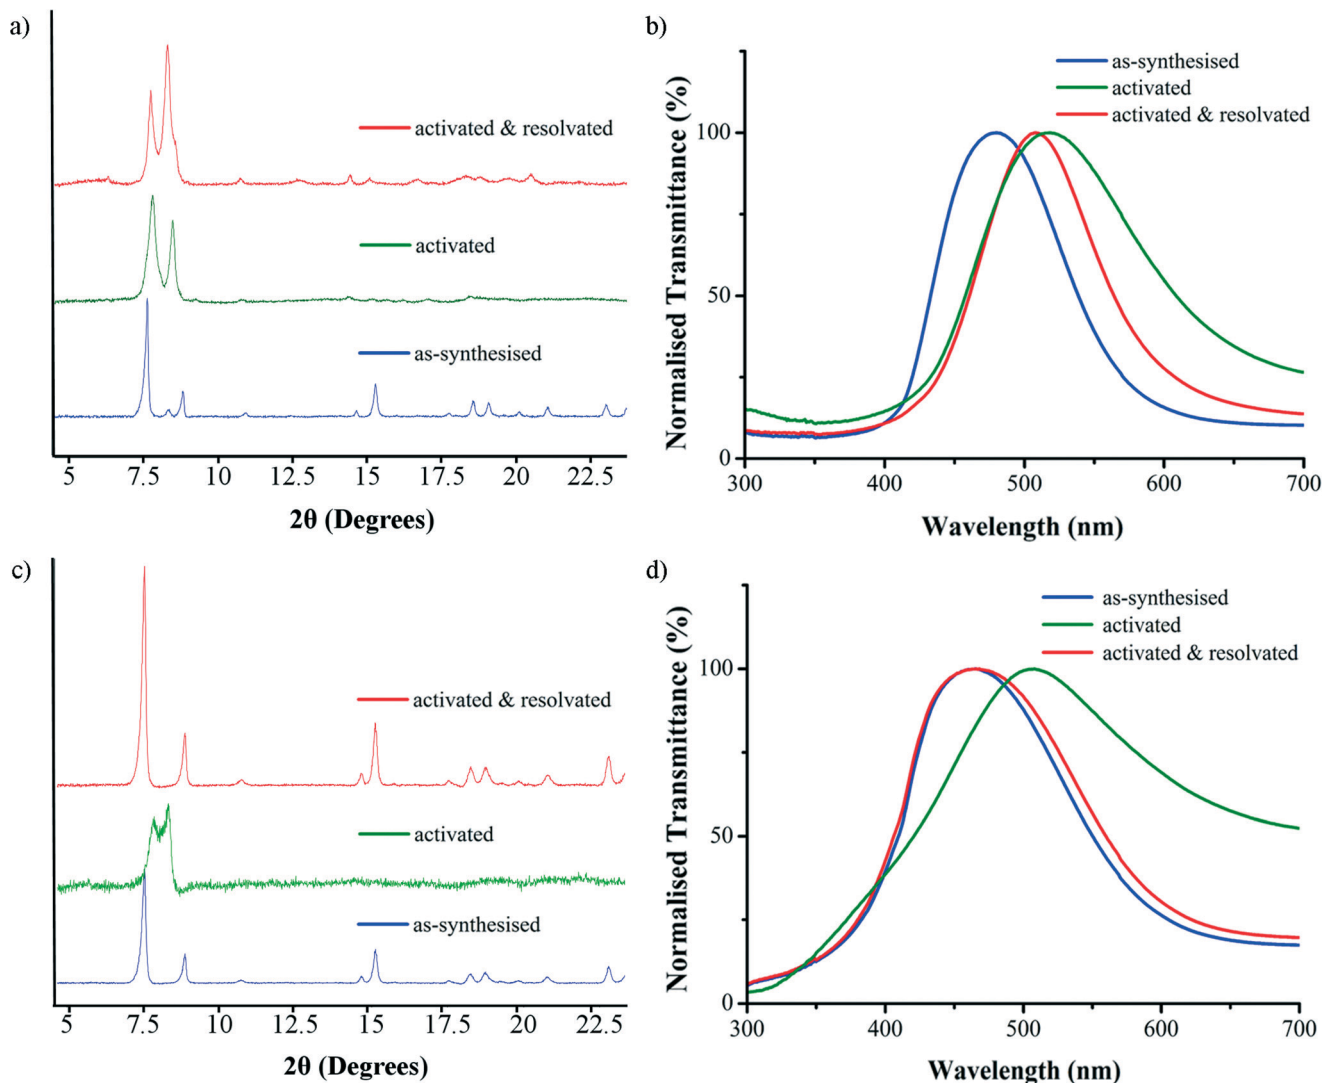 a)
activated & resolvated
activated
as-synthesised
5 7.5 10 12.5 15 17.5 20 22.5
2θ (Degrees)
b)
as-synthesised
activated
activated & resolvated
Normalised Transmittance (%)
100
50
0
300 400 500 600 700
Wavelength (nm)
c)
activated & resolvated
activated
as-synthesised
5 7.5 10 12.5 15 17.5 20 22.5
2θ (Degrees)
d)
as-synthesised
activated
activated & resolvated
Normalised Transmittance (%)
100
50
0
300 400 500 600 700
Wavelength (nm)